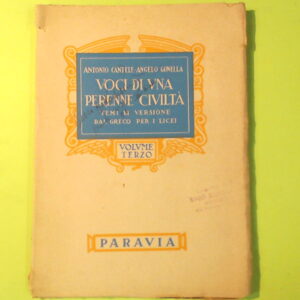 ANTONIO CANTELE - ANGELO GONELLA
VOCI DI VNA
PERENNE CIVILTÀ
TEMI DI VERSIONE
DAL GRECO PER I LICEI
VOLVME
TERZO
PARAVIA